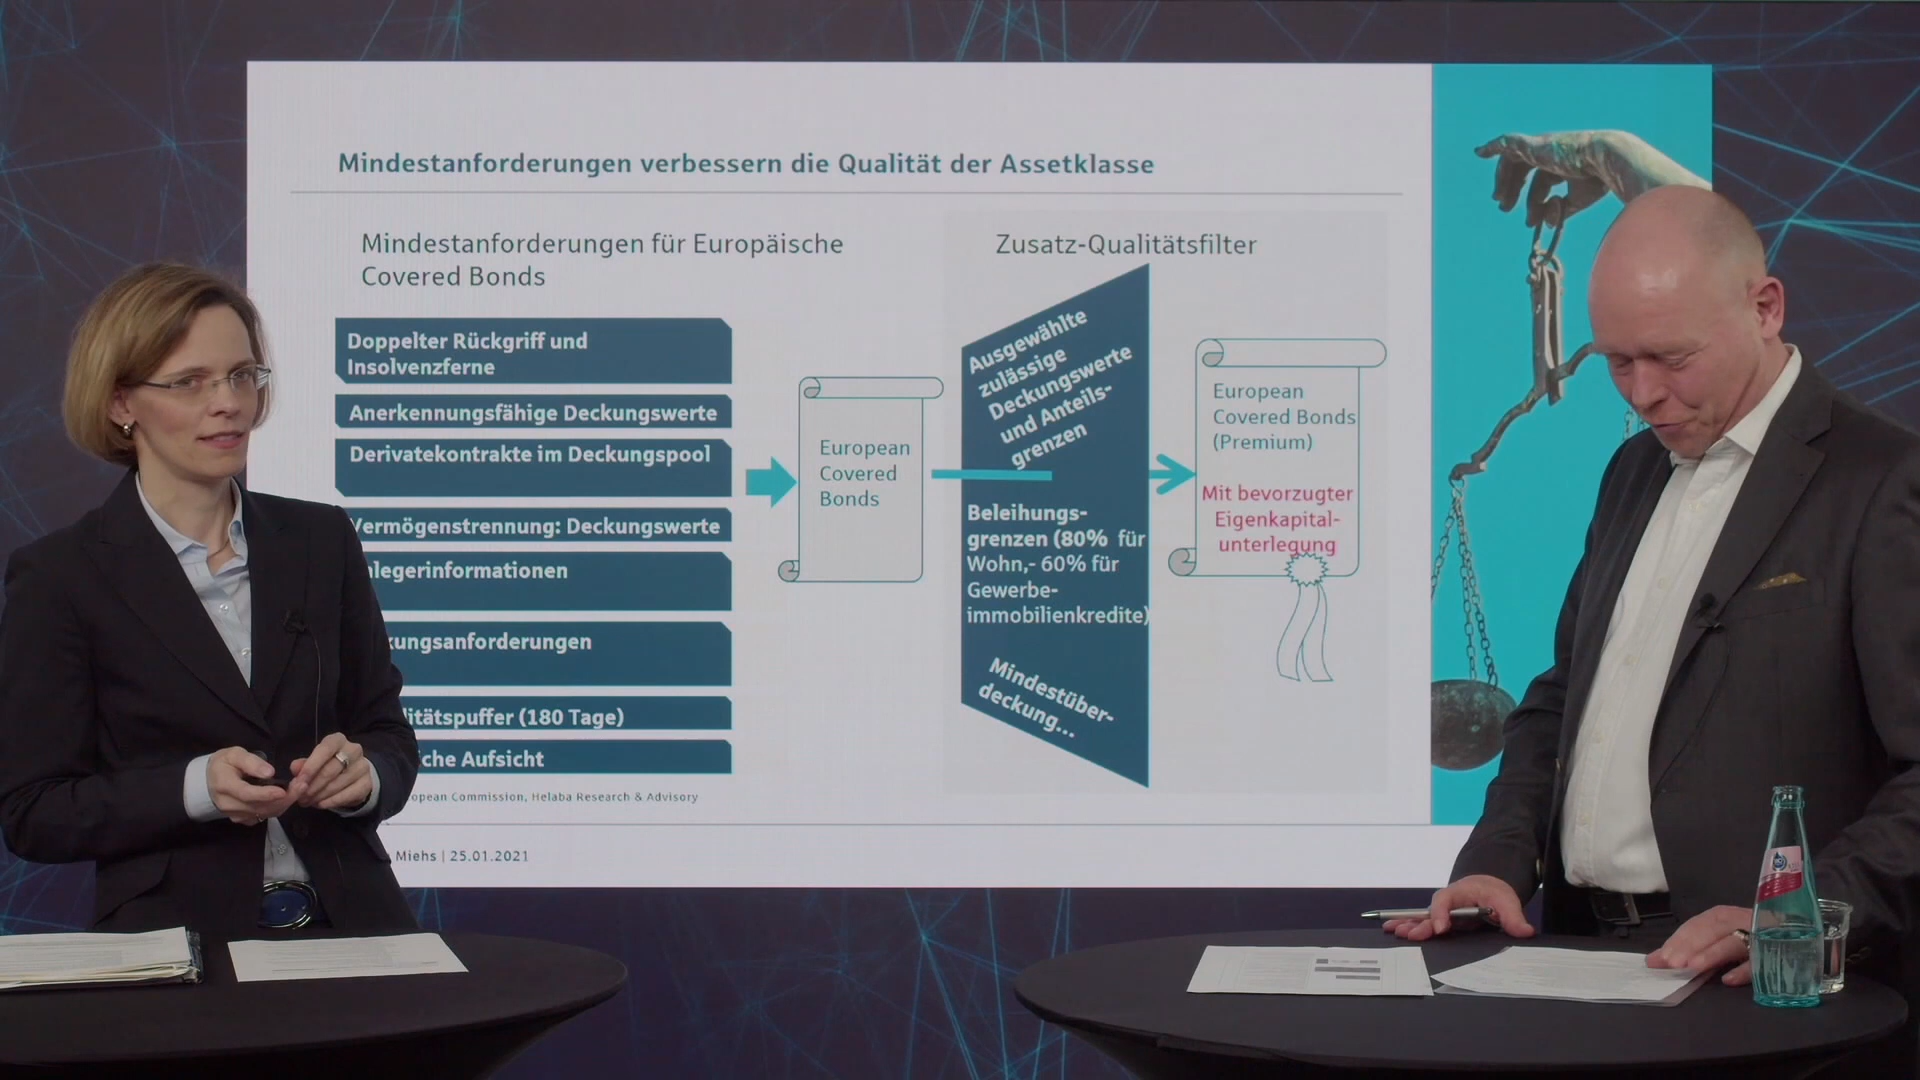 Mindestanforderungen verbessern die Qualität der Assetklasse
Mindestanforderungen für Europäische
Covered Bonds
Doppelter Rückgriff und
Insolvenzferne
Anerkennungsfähige Deckungswerte
Derivatekontrakte im Deckungspool
Vermögenstrennung: Deckungswerte
nlegerinformationen
kungsanforderungen
itätspuffer (180 Tage)
che Aufsicht
opean Commission, Helaba Research & Advisory
Miehs | 25.01.2021
European
Covered
Bonds
Zusatz-Qualitätsfilter
Ausgewählte
zulässige
Deckungswerte
und Anteils-
grenzen
Beleihungs-
grenzen (80% für
Wohn,- 60% für
Gewerbe-
immobilienkredite)
Mindestüber-
deckung...
European
Covered Bonds
(Premium)
Mit bevorzugter
Eigenkapital-
unterlegung